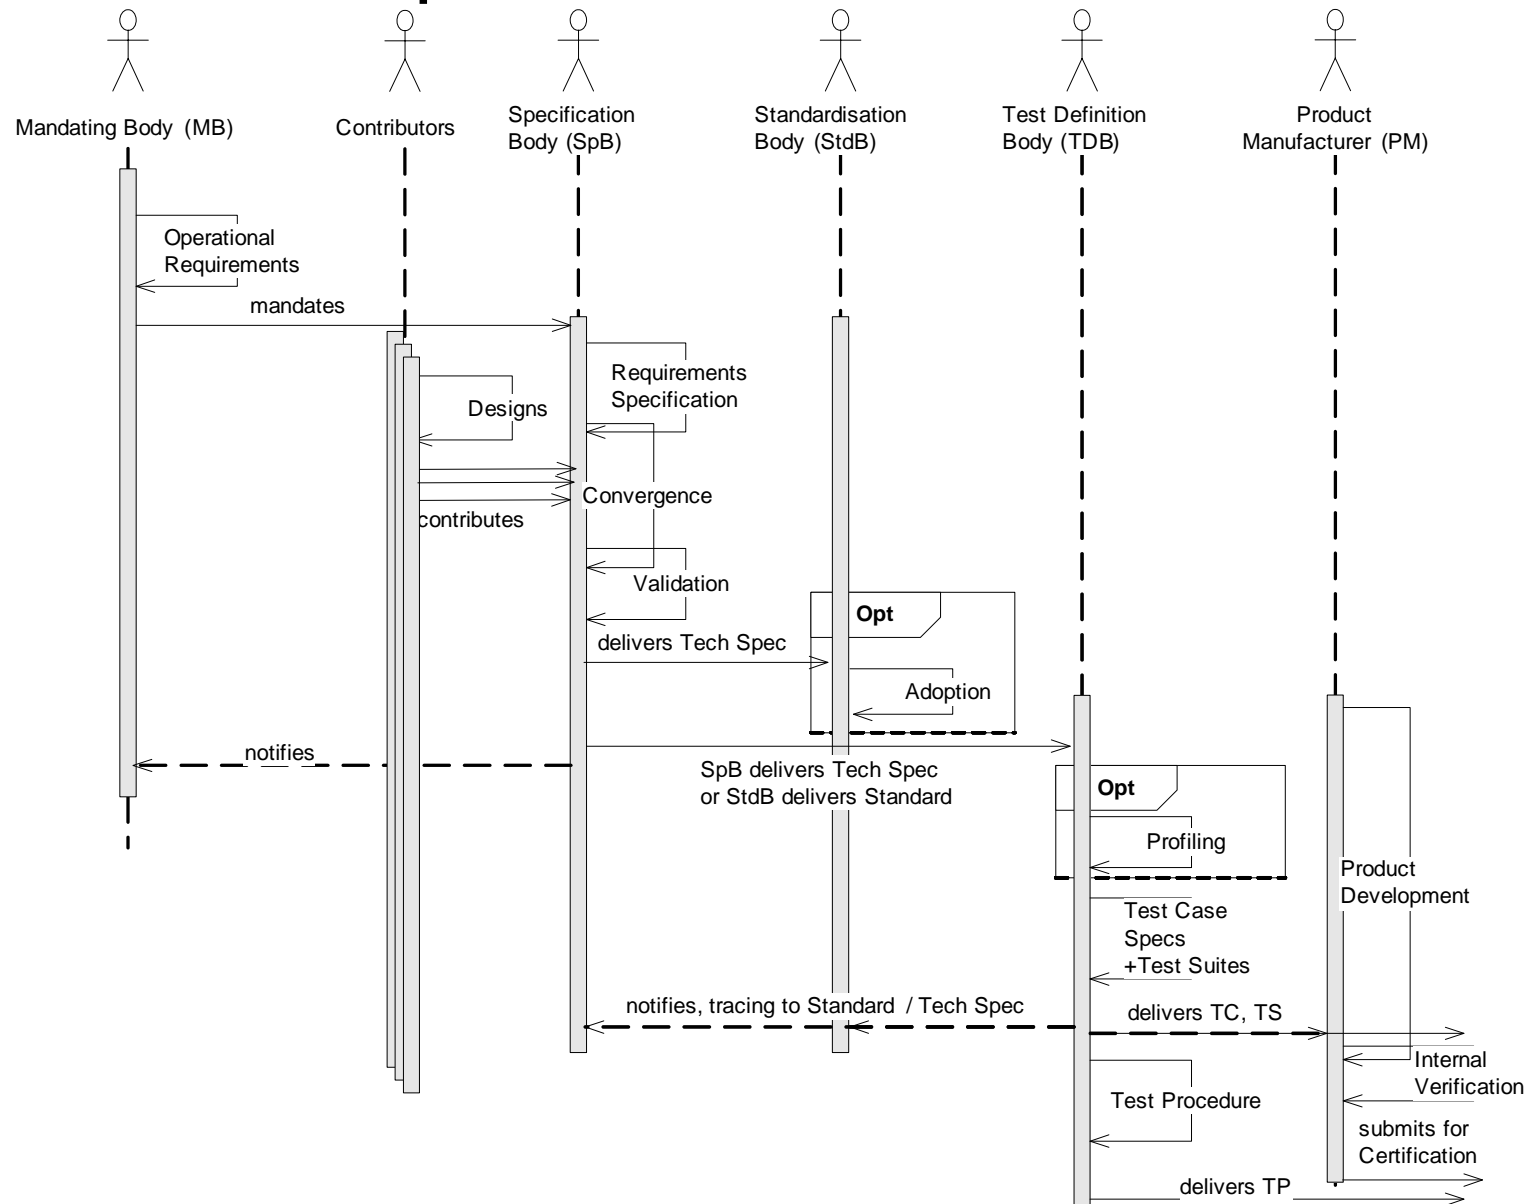 Mandating Body (MB)
Contributors
Specification
Body (SpB)
Standardisation
Body (StdB)
Test Definition
Body (TDB)
Product
Manufacturer (PM)
Operational
Requirements
mandates
Requirements
Specification
Designs
Convergence
contributes
Validation
Opt
delivers Tech Spec
Adoption
notifies
SpB delivers Tech Spec
or StdB delivers Standard
Opt
Profiling
Product
Development
Test Case
Specs
+Test Suites
notifies, tracing to Standard / Tech Spec
delivers TC, TS
Internal
Verification
Test Procedure
submits for
Certification
delivers TP